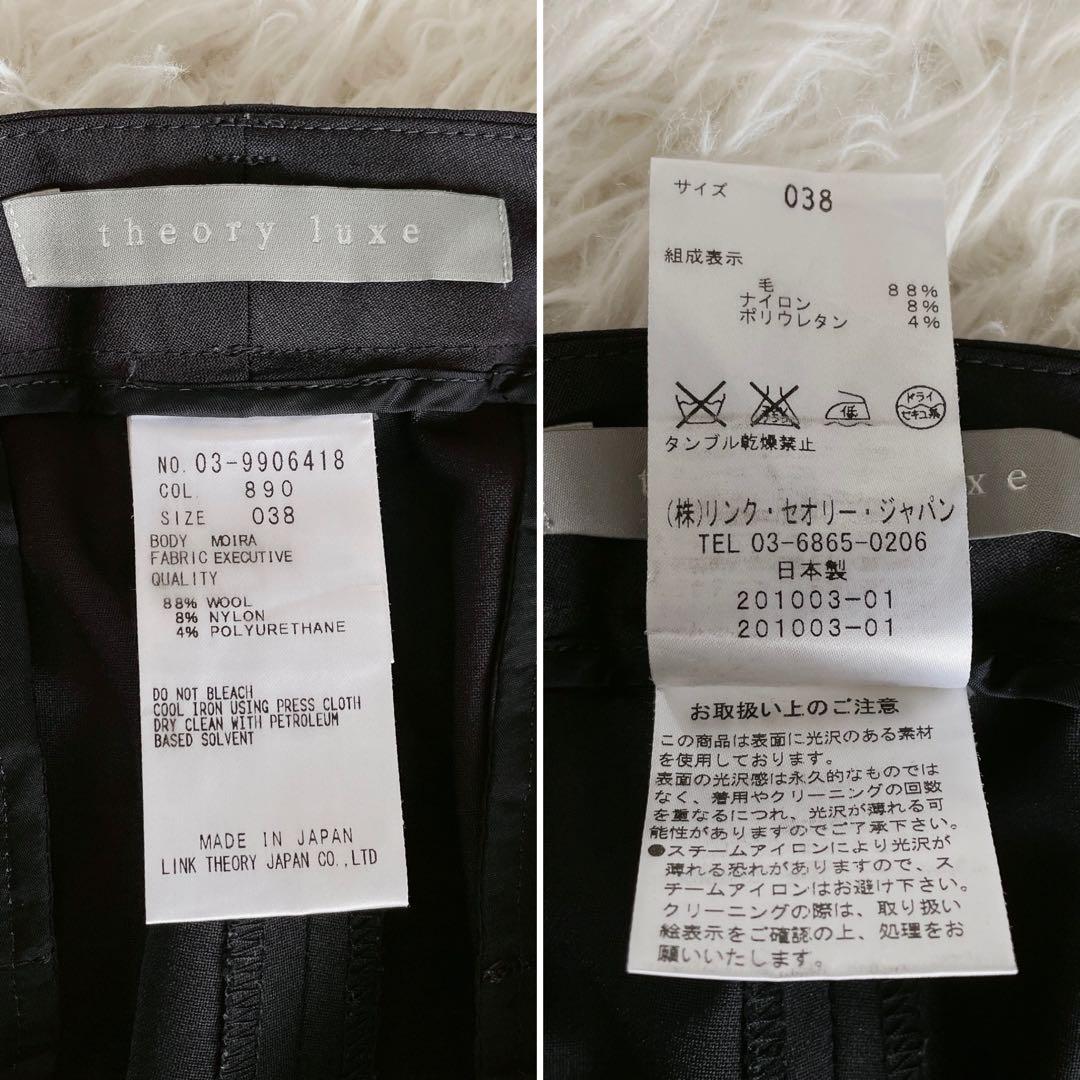 theory luxe
NO. 03-9906418
COL. 890
SIZE 038
BODY MOIRA
FABRIC EXECUTIVE
QUALITY
88% WOOL
8% NYLON
4% POLYURETHANE
DO NOT BLEACH
COOL IRON USING PRESS CLOTH
DRY CLEAN WITH PETROLEUM
BASED SOLVENT
MADE IN JAPAN
LINK THEORY JAPAN CO.,LTD
サイズ 038
組成表示
毛 88%
ナイロン 8%
ポリウレタン 4%
低
ドライ
セキユ系
タンブル乾燥禁止
xe
(株)リンク・セオリー・ジャパン
TEL 03-6865-0206
日本製
201003-01
201003-01
お取扱い上のご注意
この商品は表面に光沢のある素材
を使用しております。
表面の光沢感は永久的なものでは
なく、着用やクリーニングの回数
を重なるにつれ、光沢が薄れる可
能性がありますのでご了承下さい。
●スチームアイロンにより光沢が
薄れる恐れがありますので、ス
チームアイロンはお避け下さい。
クリーニングの際は、取り扱い
絵表示をご確認の上、処理をお
願いいたします。